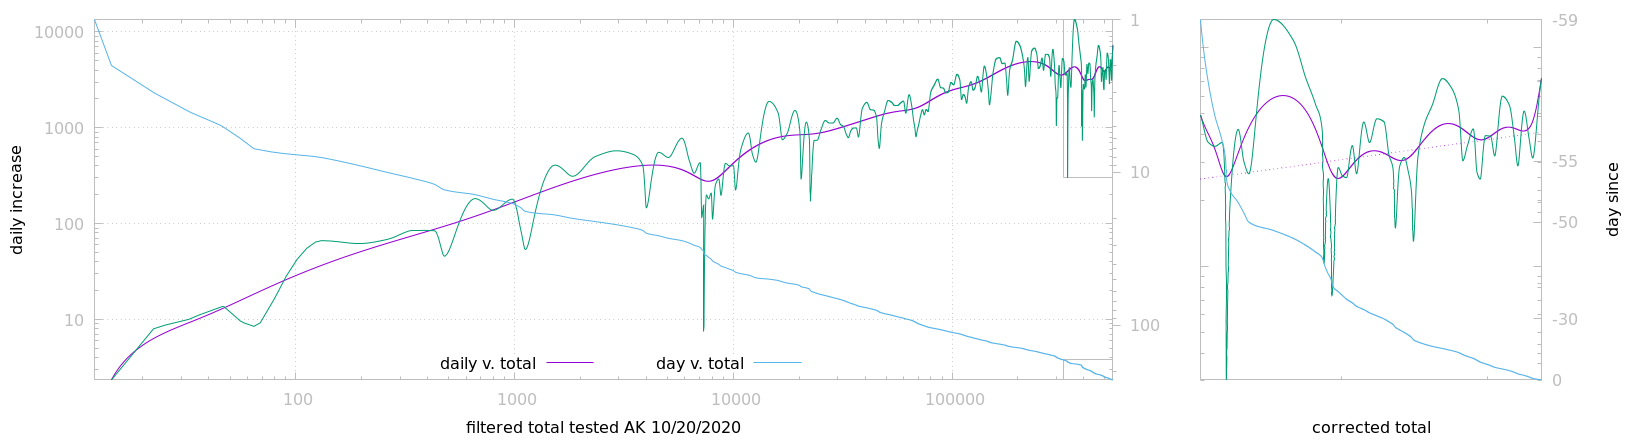 10000
1000
100
10
daily increase
daily v. total
day v. total
100
1000
10000
100000
filtered total tested AK 10/20/2020
1
10
100
-59
-55
-50
-30
0
day since
corrected total